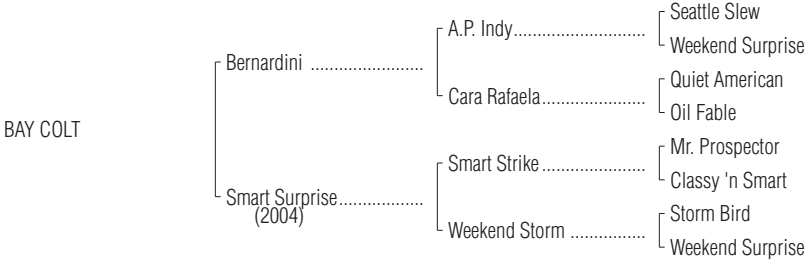 Seattle Slew
A.P. Indy.............................
Weekend Surprise
Bernardini .........................
Quiet American
Cara Rafaela.......................
Oil Fable
BAY COLT
Mr. Prospector
Smart Strike .......................
Classy 'n Smart
Smart Surprise...................
(2004)
Storm Bird
Weekend Storm .................
Weekend Surprise